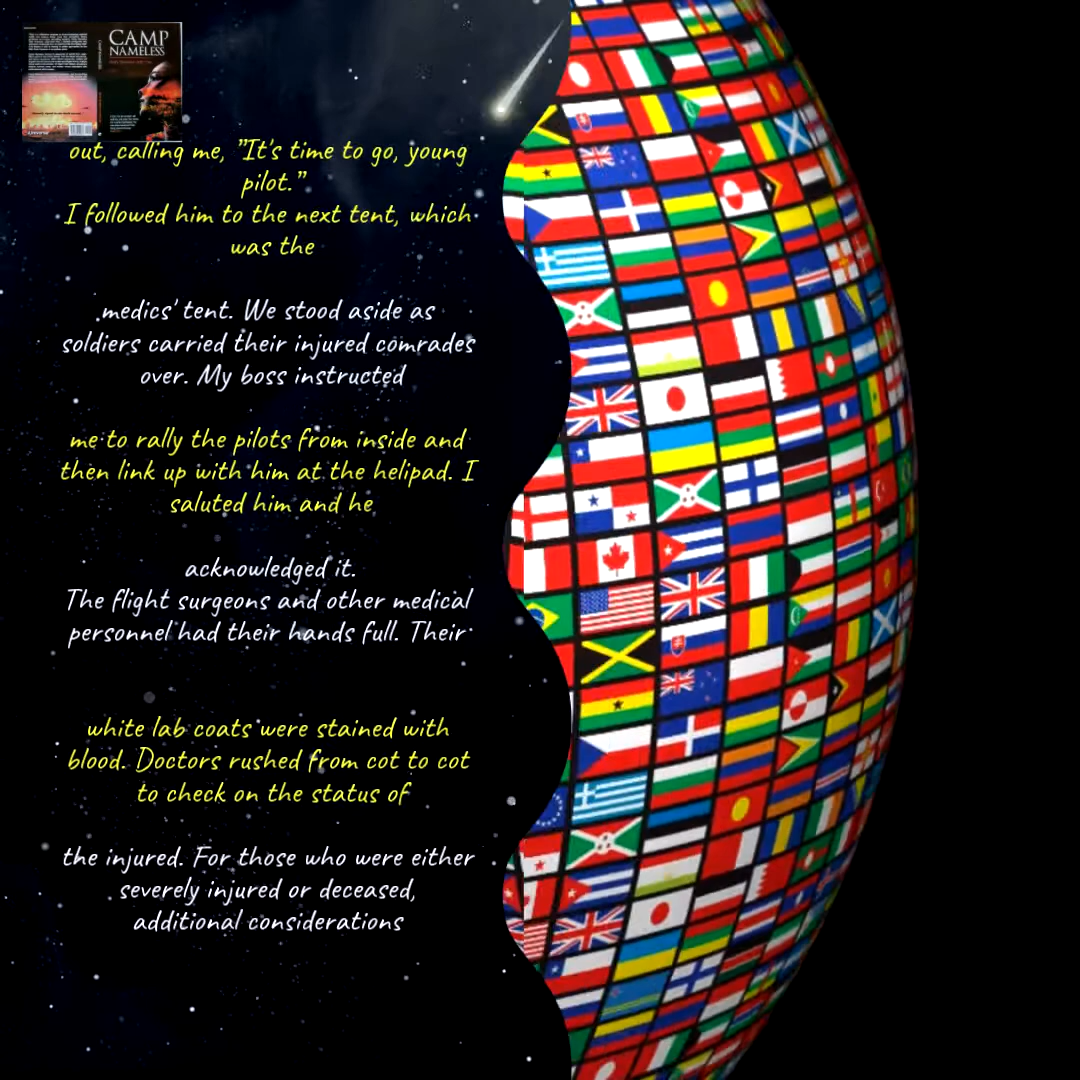 CAMP
NAMELESS
out, calling me, "It's time to go, young
pilot."
I followed him to the next tent, which
was the
medics' tent. We stood aside as
soldiers carried their injured comrades
over. My boss instructed
me to rally the pilots from inside and
then link up with him at the helipad. I
saluted him and he
acknowledged it.
The flight surgeons and other medical
personnel had their hands full. Their
white lab coats were stained with
blood. Doctors rushed from cot to cot
to check on the status of
the injured. For those who were either
severely injured or deceased,
additional considerations